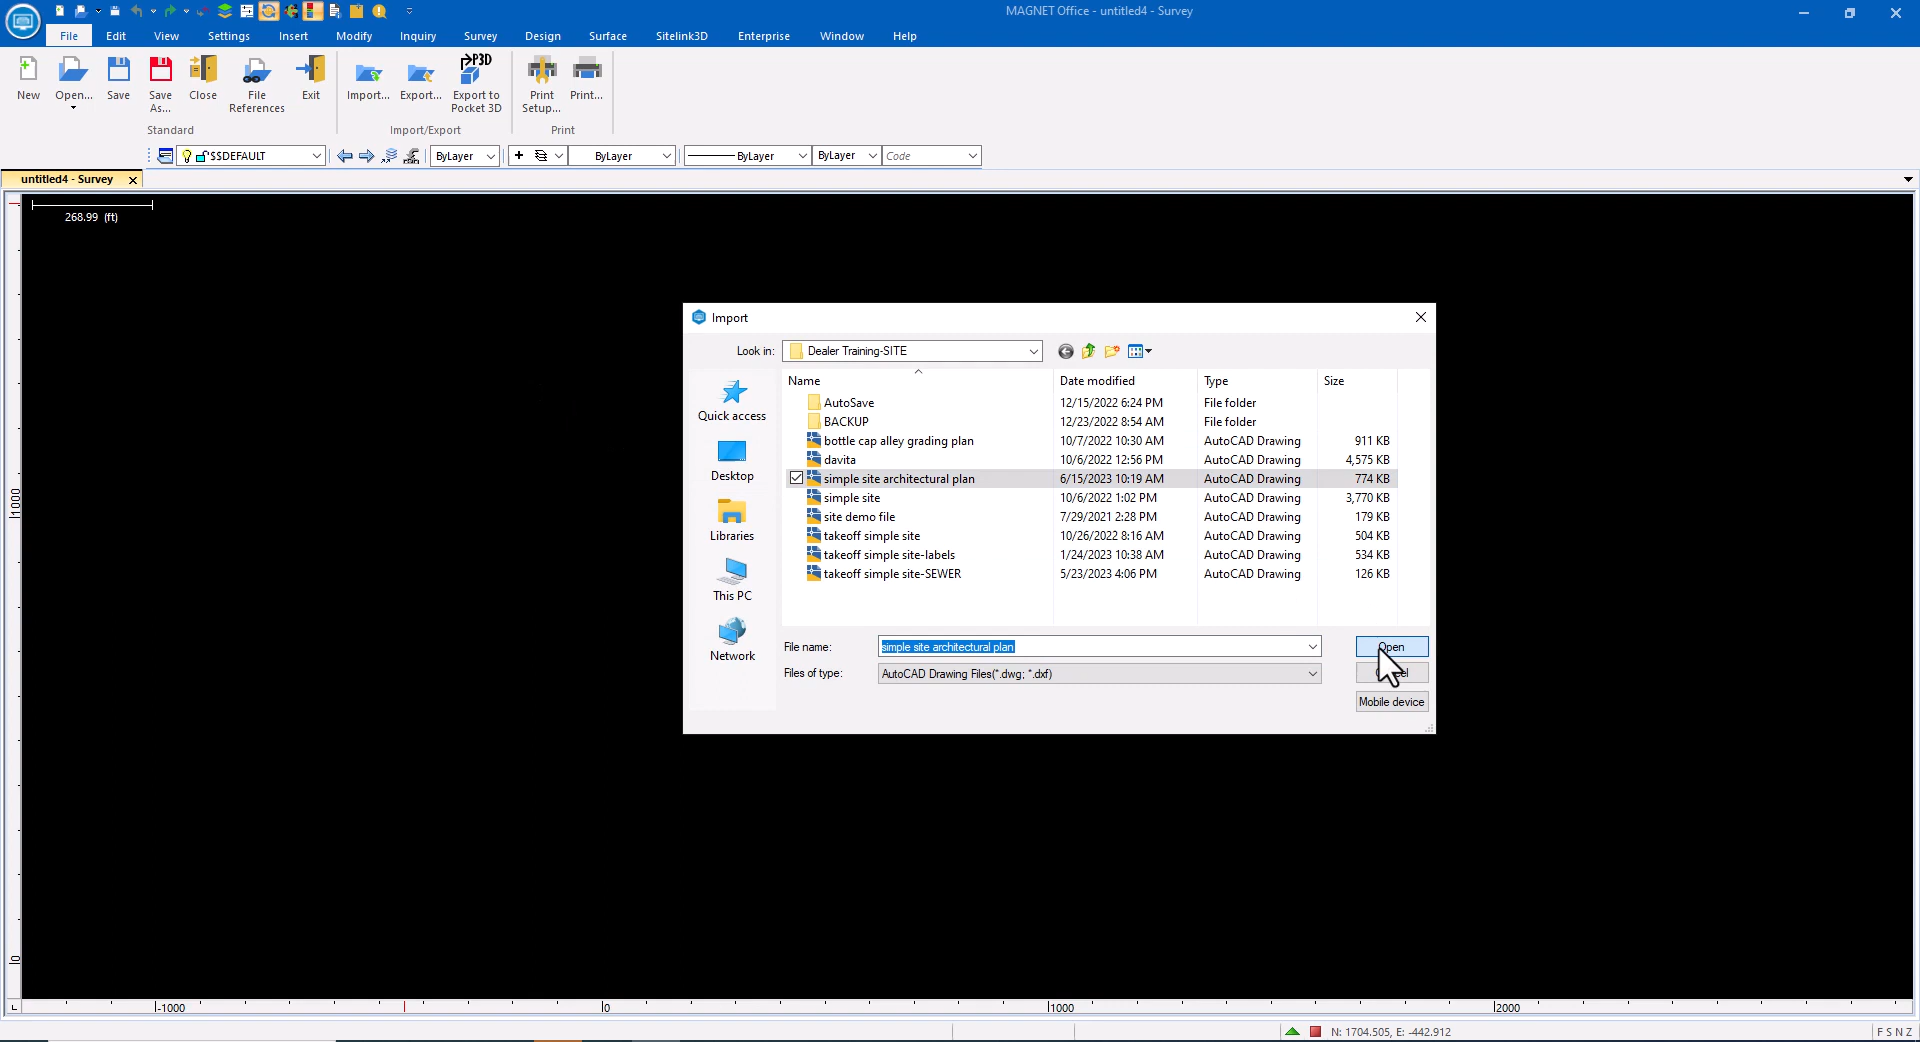 MAGNET Office - untitled4 - Survey
File Edit View Settings Insert Modify Inquiry Survey Design Surface Sitelink3D Enterprise Window Help
New Open... Save Save As... Close File References Exit Import... Export... Export to Pocket 3D Print Setup... Print...
Standard Import/Export Print
$$DEFAULT ByLayer ByLayer ByLayer ByLayer Code
untitled4 - Survey
268.99 (ft)
Import
Look in: Dealer Training-SITE
Name Date modified Type Size
AutoSave 12/15/2022 6:24 PM File folder
BACKUP 12/23/2022 8:54 AM File folder
bottle cap alley grading plan 10/7/2022 10:30 AM AutoCAD Drawing 911 KB
davita 10/6/2022 12:56 PM AutoCAD Drawing 4,575 KB
simple site architectural plan 6/15/2023 10:19 AM AutoCAD Drawing 774 KB
simple site 10/6/2022 1:02 PM AutoCAD Drawing 3,770 KB
site demo file 7/29/2021 2:28 PM AutoCAD Drawing 179 KB
takeoff simple site 10/26/2022 8:16 AM AutoCAD Drawing 504 KB
takeoff simple site-labels 1/24/2023 10:38 AM AutoCAD Drawing 534 KB
takeoff simple site-SEWER 5/23/2023 4:06 PM AutoCAD Drawing 126 KB
Quick access
Desktop
Libraries
This PC
Network
File name: simple site architectural plan Open
Files of type: AutoCAD Drawing Files(*.dwg; *.dxf)
Mobile device
1000
0
-1000 0 1000 2000
N: 1704.505, E: -442.912 F S N Z